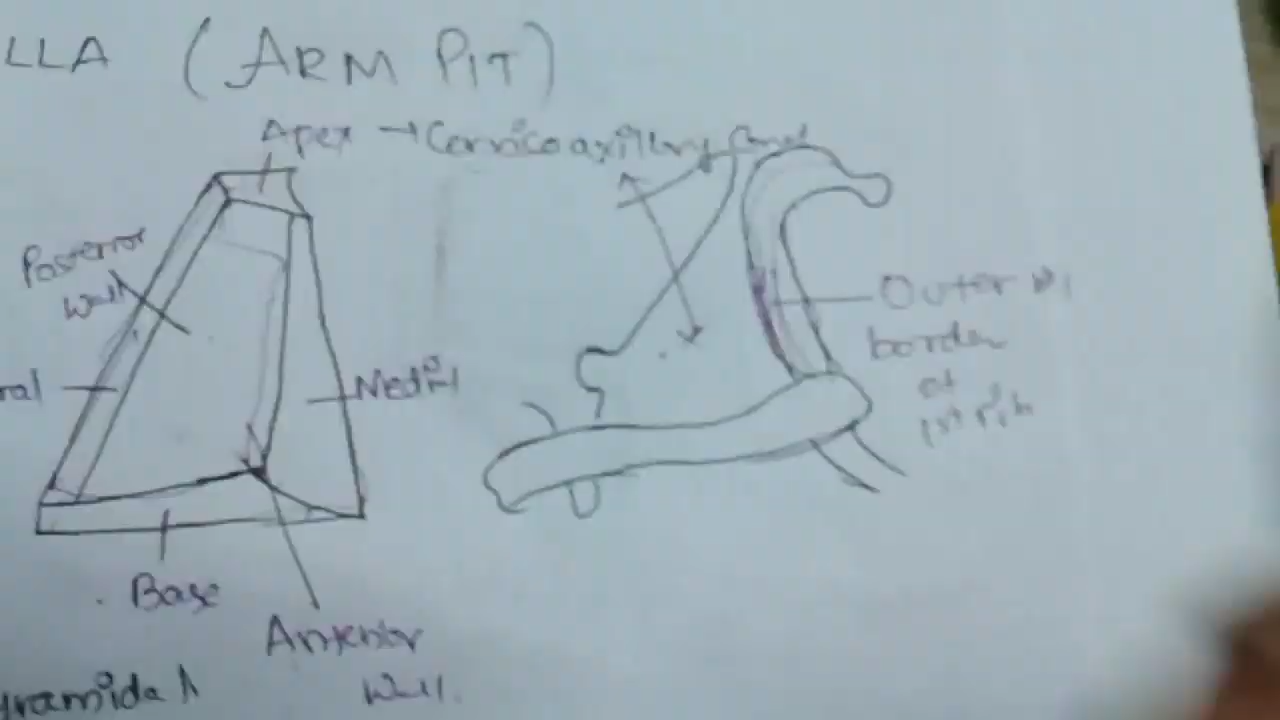 LLA (ARM PIT)
Apex → Cervicoaxillary Canal
Posterior
Wall
ral
Medial
Outer
border
of
1st rib
Base
Anterior
Wall.
yramidal